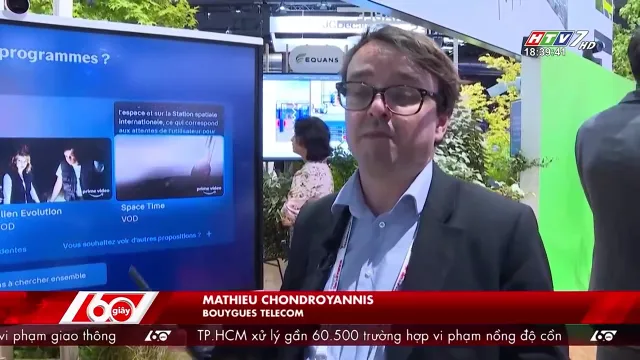 programmes ?
EQUANS
HTV7 HD
18:39:41
l'espace et sur la Station spatiale
internationale, ce qui correspond
aux attentes de l'utilisateur pour
prime video
prime video
lien Evolution
VOD
Space Time
VOD
dentes
Vous souhaitez voir d'autres propositions ? +
s à chercher ensemble
60 giây
MATHIEU CHONDROYANNIS
BOUYGUES TELECOM
vi phạm giao thông 60 TP.HCM xử lý gần 60.500 trường hợp vi phạm nồng độ cồn 60